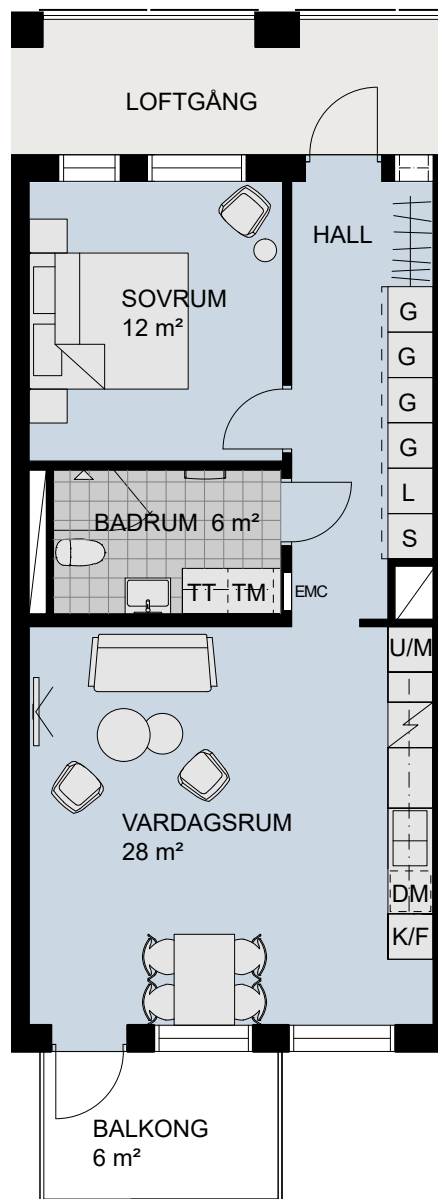 LOFTGÅNG
HALL
SOVRUM
12 m²
G
G
G
G
L
S
BADRUM 6 m²
TT TM
EMC
U/M
VARDAGSRUM
28 m²
DM
K/F
BALKONG
6 m²